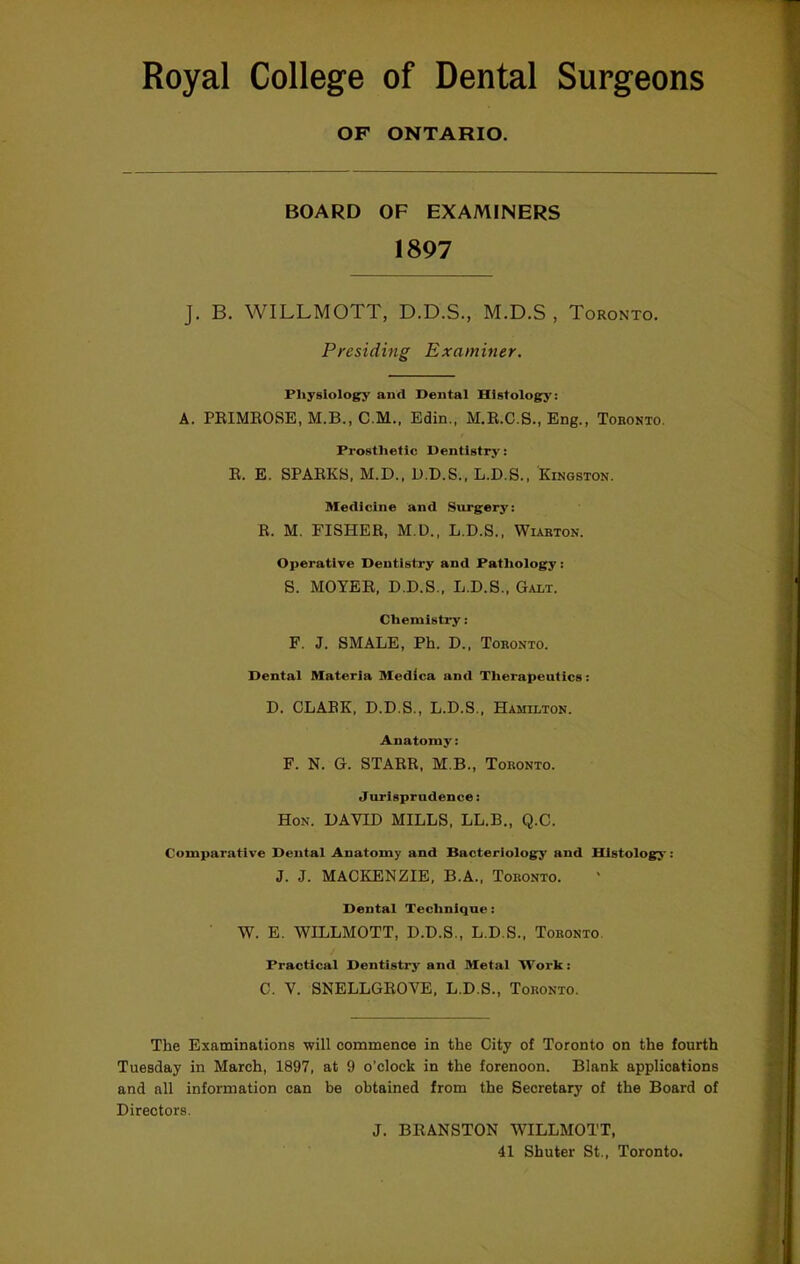 Royal College of Dental Surgeons
OF ONTARIO.
BOARD OF EXAMINERS
1897
J. B. WILLMOTT, D.D.S., M.D.S , TORONTO.
Presiding Examiner.
Physiology and Dental Histology:
A. PRIMROSE, M.B., C.M., Edin., M.R.C.S., Eng., TORONTO.
Prosthetic Dentistry:
R. E. SPARKS, M.D., D.D.S., L.D.S., KINGSTON.
Medicine and Surgery:
R. M. FISHER, M.D., L.D.S., WIARTON.
Operative Dentistry and Pathology:
S. MOYER, D.D.S., L.D.S., GALT.
Chemistry:
F. J. SMALE, Ph. D., TORONTO.
Dental Materia Medica and Therapeutics:
D. CLARK, D.D.S., L.D.S., HAMILTON.
Anatomy:
F. N. G. STARR, M.B., TORONTO.
Jurisprudence:
HON. DAVID MILLS, LL.B., Q.C.
Comparative Dental Anatomy and Bacteriology and Histology:
J. J. MACKENZIE, B.A., TORONTO.
Dental Technique:
W. E. WILLMOTT, D.D.S., L.D.S., TORONTO.
Practical Dentistry and Metal Work:
C. V. SNELLGROVE, L.D.S., TORONTO.
The Examinations will commence in the City of Toronto on the fourth
Tuesday in March, 1897, at 9 o'clock in the forenoon. Blank applications
and all information can be obtained from the Secretary of the Board of
Directors.
J. BRANSTON WILLMOTT,
41 Shuter St., Toronto.